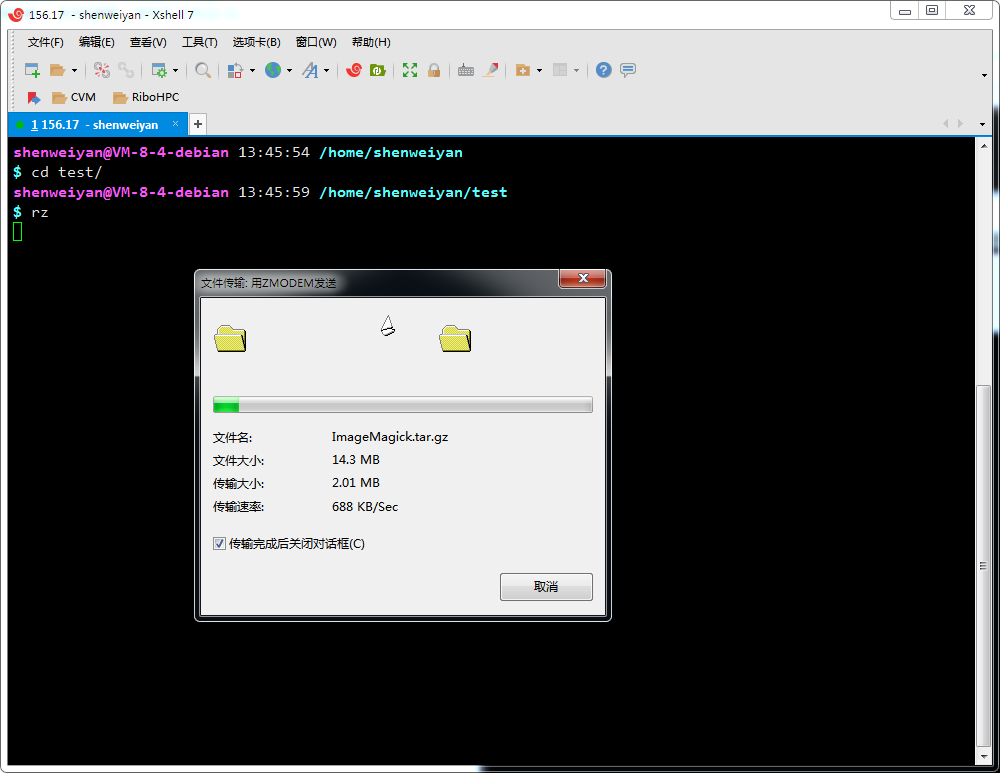 156.17 - shenweiyan - Xshell 7
文件(F) 编辑(E) 查看(V) 工具(T) 选项卡(B) 窗口(W) 帮助(H)
CVM RiboHPC
1 156.17 - shenweiyan × +
shenweiyan@VM-8-4-debian 13:45:54 /home/shenweiyan
$ cd test/
shenweiyan@VM-8-4-debian 13:45:59 /home/shenweiyan/test
$ rz
文件传输: 用ZMODEM发送
文件名: ImageMagick.tar.gz
文件大小: 14.3 MB
传输大小: 2.01 MB
传输速率: 688 KB/Sec
传输完成后关闭对话框(C)
取消